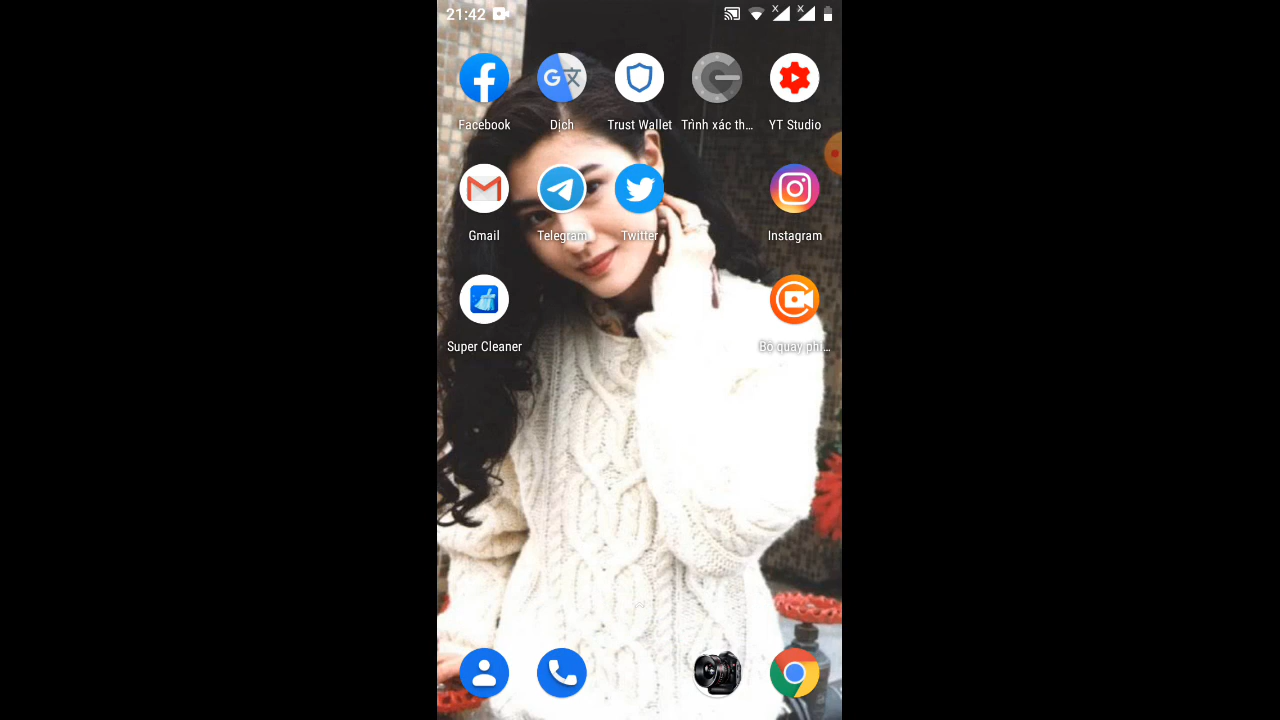 21:42
Facebook
Dịch
Trust Wallet
Trình xác th...
YT Studio
Gmail
Telegram
Twitter
Instagram
Super Cleaner
Bộ quay phi...